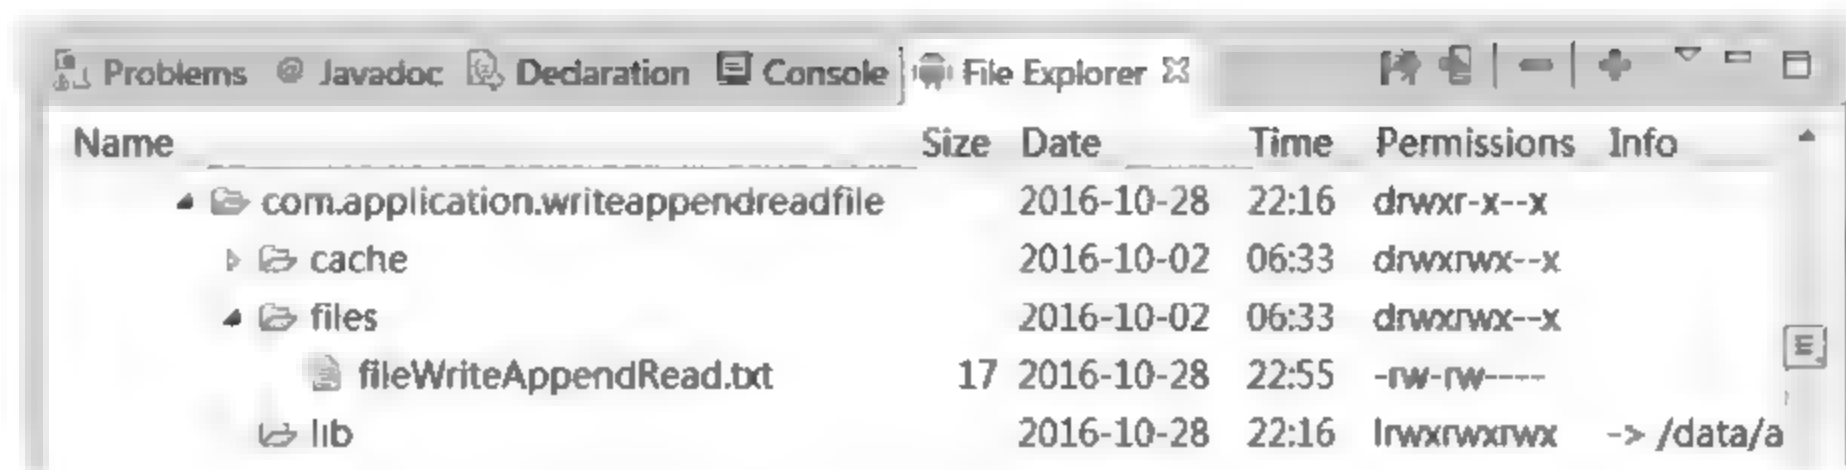 Problems @ Javadoc Declaration Console File Explorer
Name Size Date Time Permissions Info
com.application.writeappendreadfile 2016-10-28 22:16 drwxr-x--x
cache 2016-10-02 06:33 drwxrwx--x
files 2016-10-02 06:33 drwxrwx--x
fileWriteAppendRead.txt 17 2016-10-28 22:55 -rw-rw----
lib 2016-10-28 22:16 lrwxrwxrwx -> /data/a